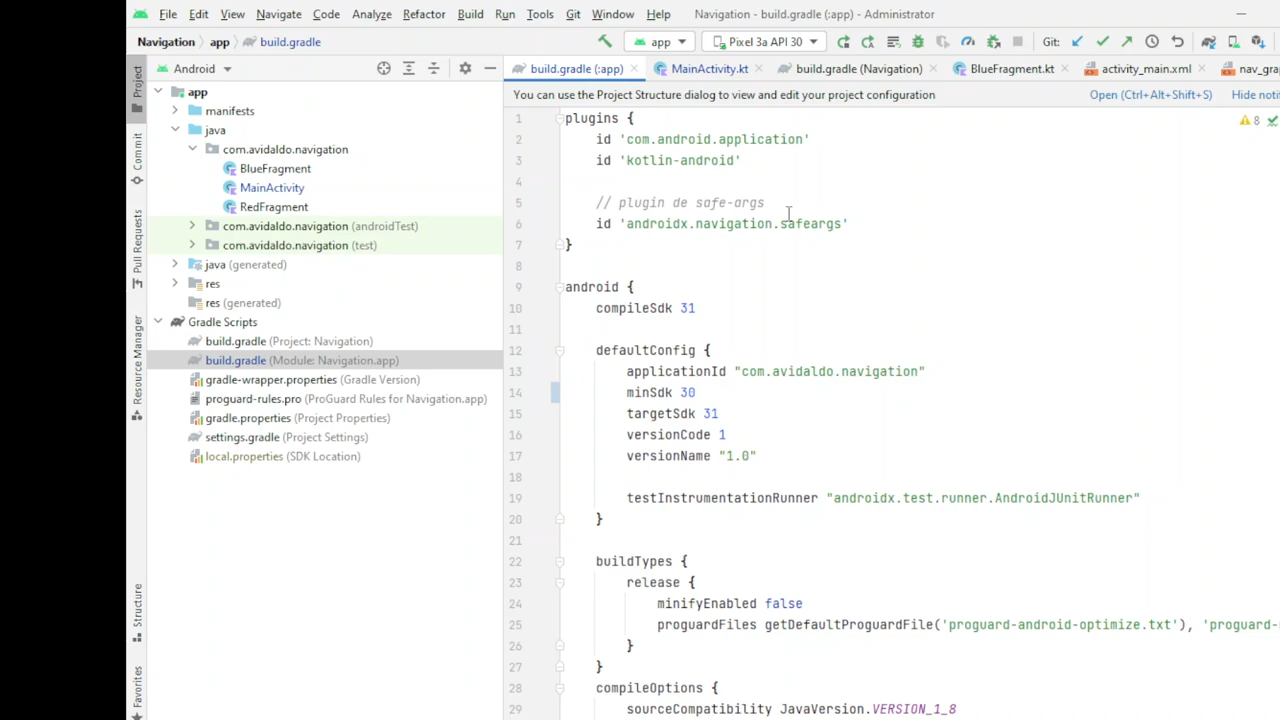 File Edit View Navigate Code Analyze Refactor Build Run Tools Git Window Help Navigation - build.gradle (:app) - Administrator
Navigation app build.gradle app Pixel 3a API 30 Git:
Android build.gradle (:app) MainActivity.kt build.gradle (Navigation) BlueFragment.kt activity_main.xml nav_gra
You can use the Project Structure dialog to view and edit your project configuration Open (Ctrl+Alt+Shift+S) Hide notif
Project
Commit
Pull Requests
Resource Manager
Structure
Favorites
app
manifests
java
com.avidaldo.navigation
BlueFragment
MainActivity
RedFragment
com.avidaldo.navigation (androidTest)
com.avidaldo.navigation (test)
java (generated)
res
res (generated)
Gradle Scripts
build.gradle (Project: Navigation)
build.gradle (Module: Navigation.app)
gradle-wrapper.properties (Gradle Version)
proguard-rules.pro (ProGuard Rules for Navigation.app)
gradle.properties (Project Properties)
settings.gradle (Project Settings)
local.properties (SDK Location)
8
1 plugins {
2 id 'com.android.application'
3 id 'kotlin-android'
4
5 // plugin de safe-args
6 id 'androidx.navigation.safeargs'
7 }
8
9 android {
10 compileSdk 31
11
12 defaultConfig {
13 applicationId "com.avidaldo.navigation"
14 minSdk 30
15 targetSdk 31
16 versionCode 1
17 versionName "1.0"
18
19 testInstrumentationRunner "androidx.test.runner.AndroidJUnitRunner"
20 }
21
22 buildTypes {
23 release {
24 minifyEnabled false
25 proguardFiles getDefaultProguardFile('proguard-android-optimize.txt'), 'proguard-
26 }
27 }
28 compileOptions {
29 sourceCompatibility JavaVersion.VERSION_1_8